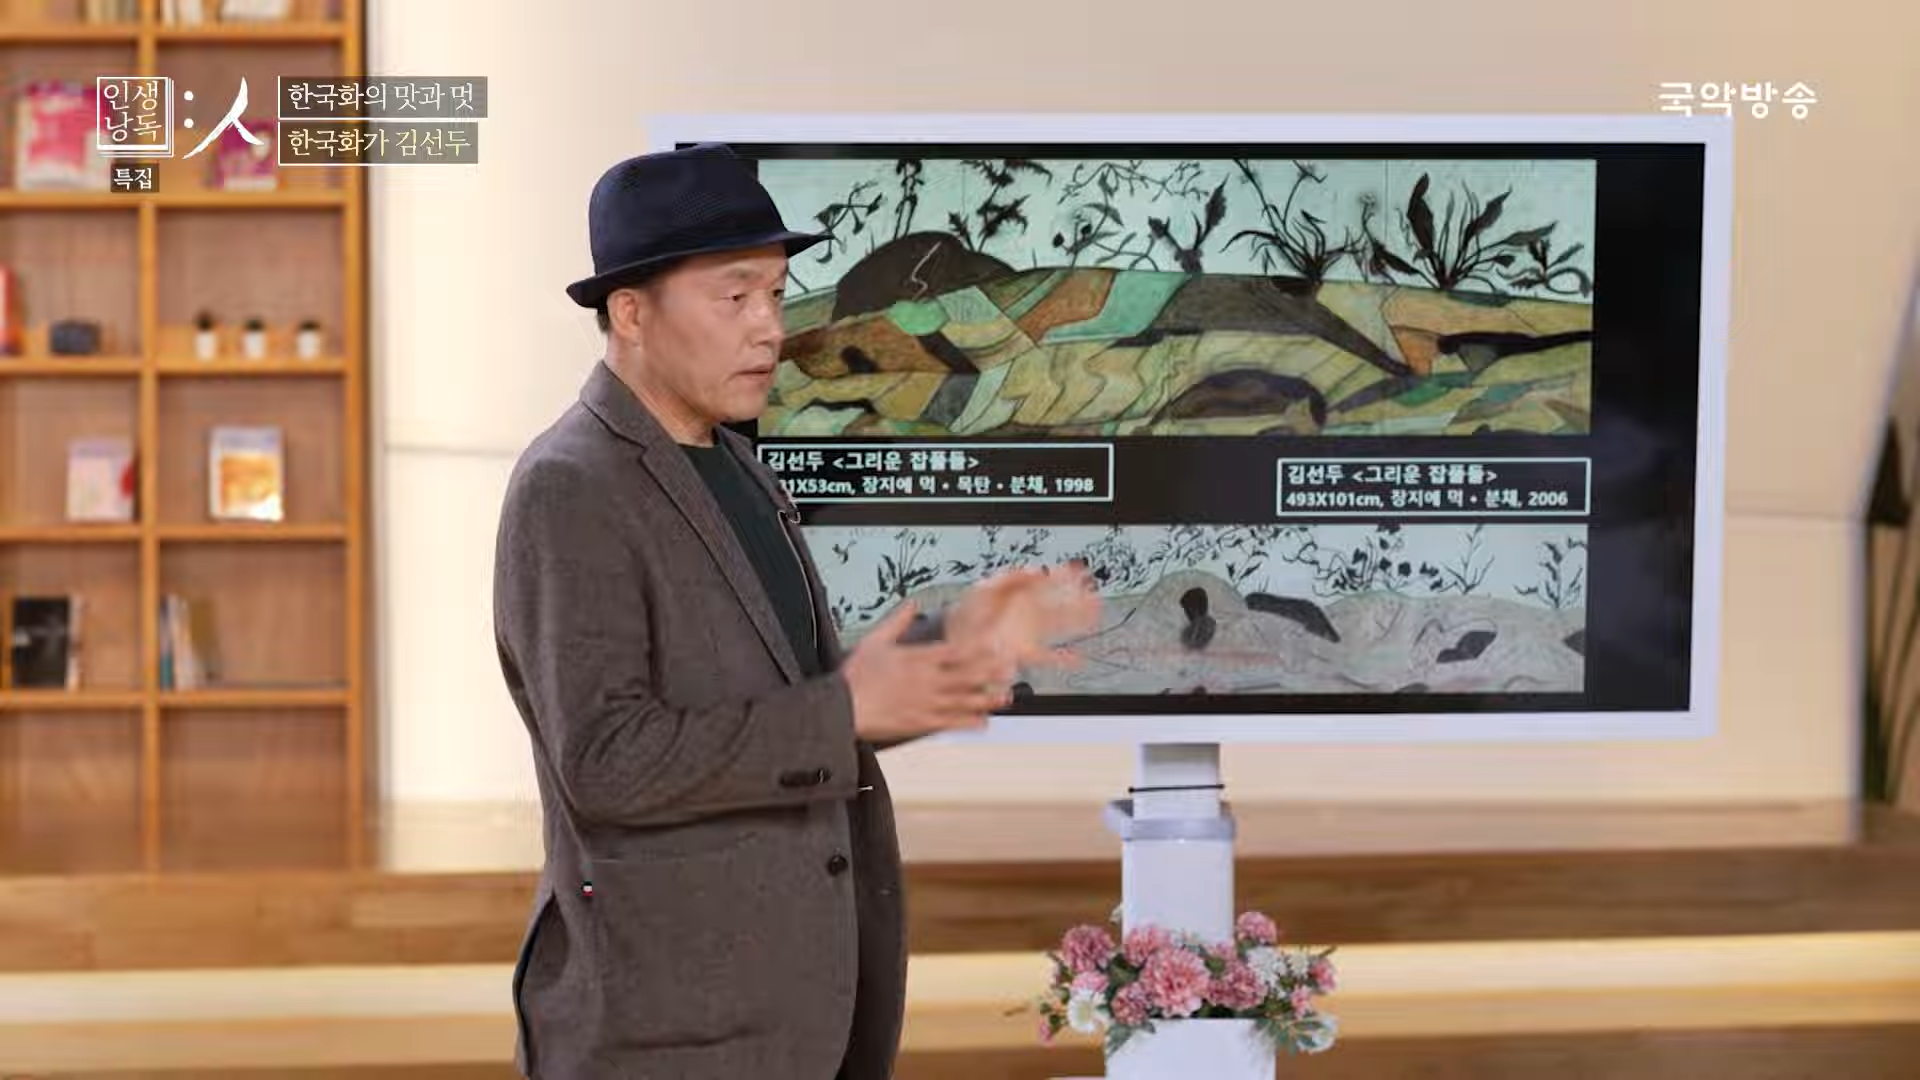 인생
낭독
:人
특집
한국화의 맛과 멋
한국화가 김선두
국악방송
김선두 <그리운 잡풀들>
31X53cm, 장지에 먹 • 목탄 • 분채, 1998
김선두 <그리운 잡풀들>
493X101cm, 장지에 먹 • 분채, 2006